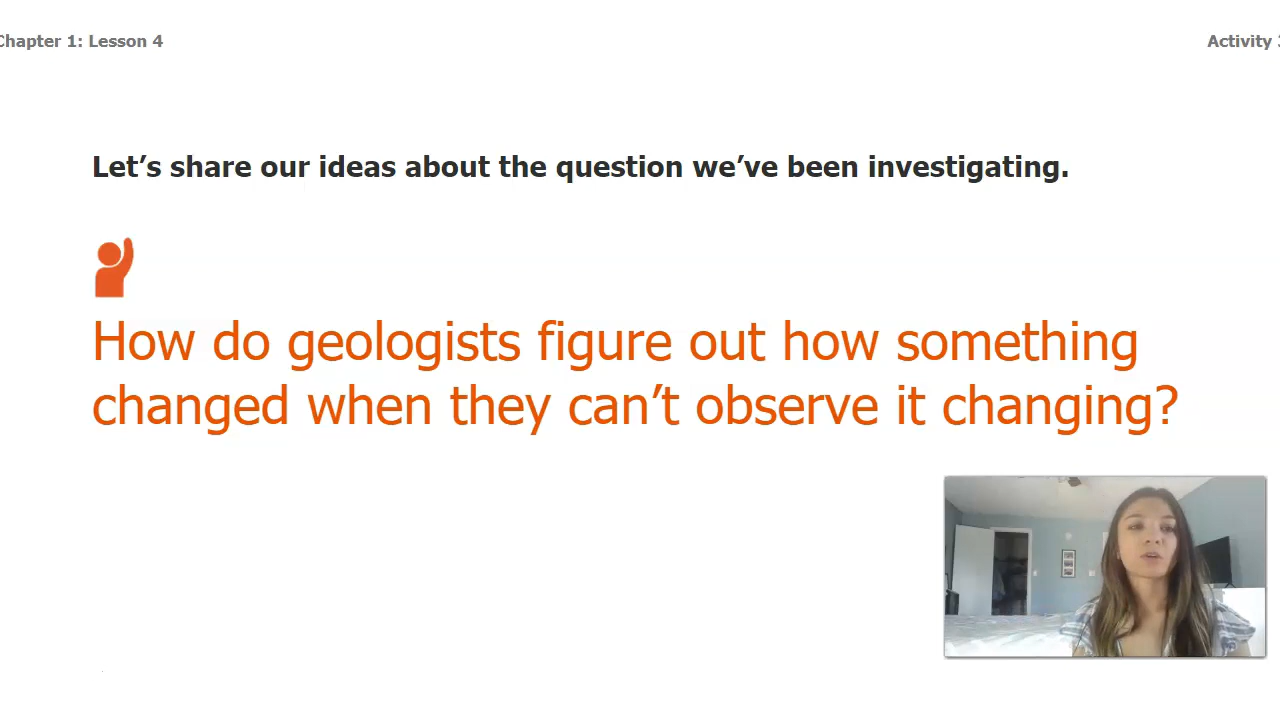 Chapter 1: Lesson 4
Activity 3
Let’s share our ideas about the question we’ve been investigating.
How do geologists figure out how something
changed when they can’t observe it changing?